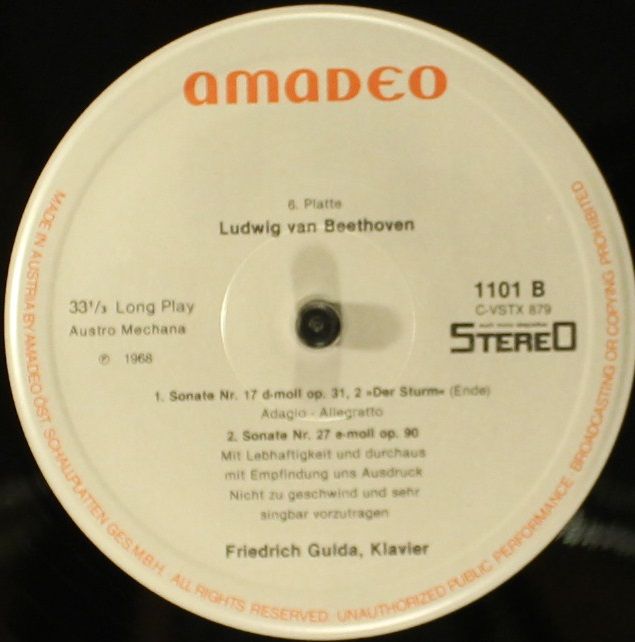 amaDEO
6. Platte
Ludwig van Beethoven
33¹/₃ Long Play
Austro Mechana
℗ 1968
1101 B
C-VSTX 879
STEREO
1. Sonate Nr. 17 d-moll op. 31, 2 »Der Sturm« (Ende)
Adagio - Allegretto
2. Sonate Nr. 27 e-moll op. 90
Mit Lebhaftigkeit und durchaus
mit Empfindung uns Ausdruck
Nicht zu geschwind und sehr
singbar vorzutragen
Friedrich Gulda, Klavier
MADE IN AUSTRIA BY AMADEO ÖST. SCHALLPLATTEN GES.M.B.H. ALL RIGHTS RESERVED. UNAUTHORIZED PUBLIC PERFORMANCE. BROADCASTING OR COPYING PROHIBITED